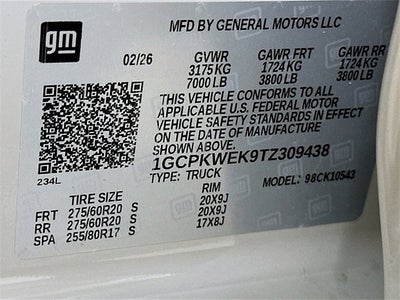 gm
MFD BY GENERAL MOTORS LLC
02/26 GVWR GAWR FRT GAWR RR
3175 KG 1724 KG 1724 KG
7000 LB 3800 LB 3800 LB
THIS VEHICLE CONFORMS TO ALL
APPLICABLE U.S. FEDERAL MOTOR
VEHICLE SAFETY STANDARDS IN EFFECT
ON THE DATE OF MANUFACTURE
SHOWN ABOVE.
1GCPKWEK9TZ309438
TYPE: TRUCK
234L
MODEL: 98CK10543
TIRE SIZE RIM
FRT 275/60R20 S 20X9J
RR 275/60R20 S 20X9J
SPA 255/80R17 S 17X8J